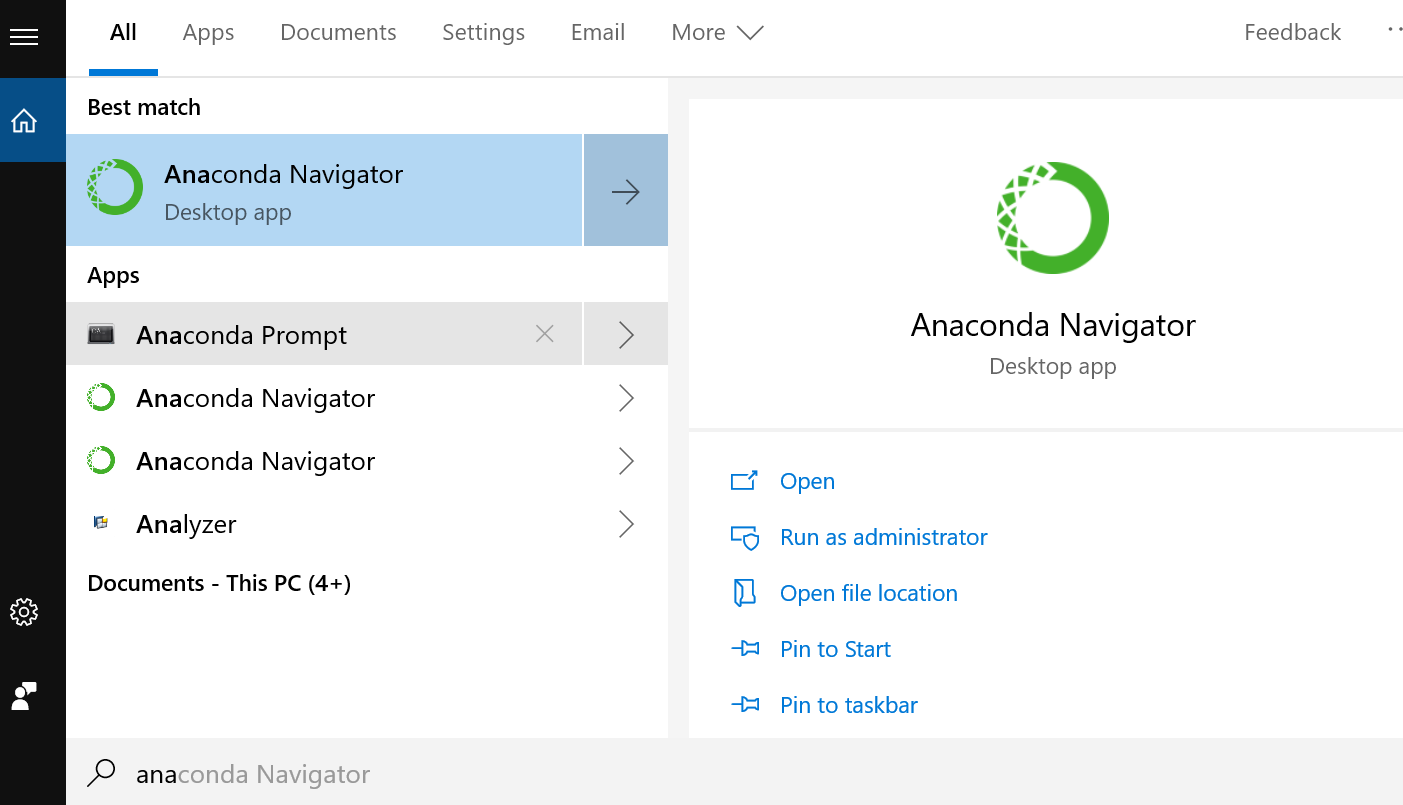 All Apps Documents Settings Email More Feedback
Best match
Anaconda Navigator
Desktop app
Apps
Anaconda Prompt
Anaconda Navigator
Anaconda Navigator
Analyzer
Documents - This PC (4+)
Anaconda Navigator
Desktop app
Open
Run as administrator
Open file location
Pin to Start
Pin to taskbar
anaconda Navigator